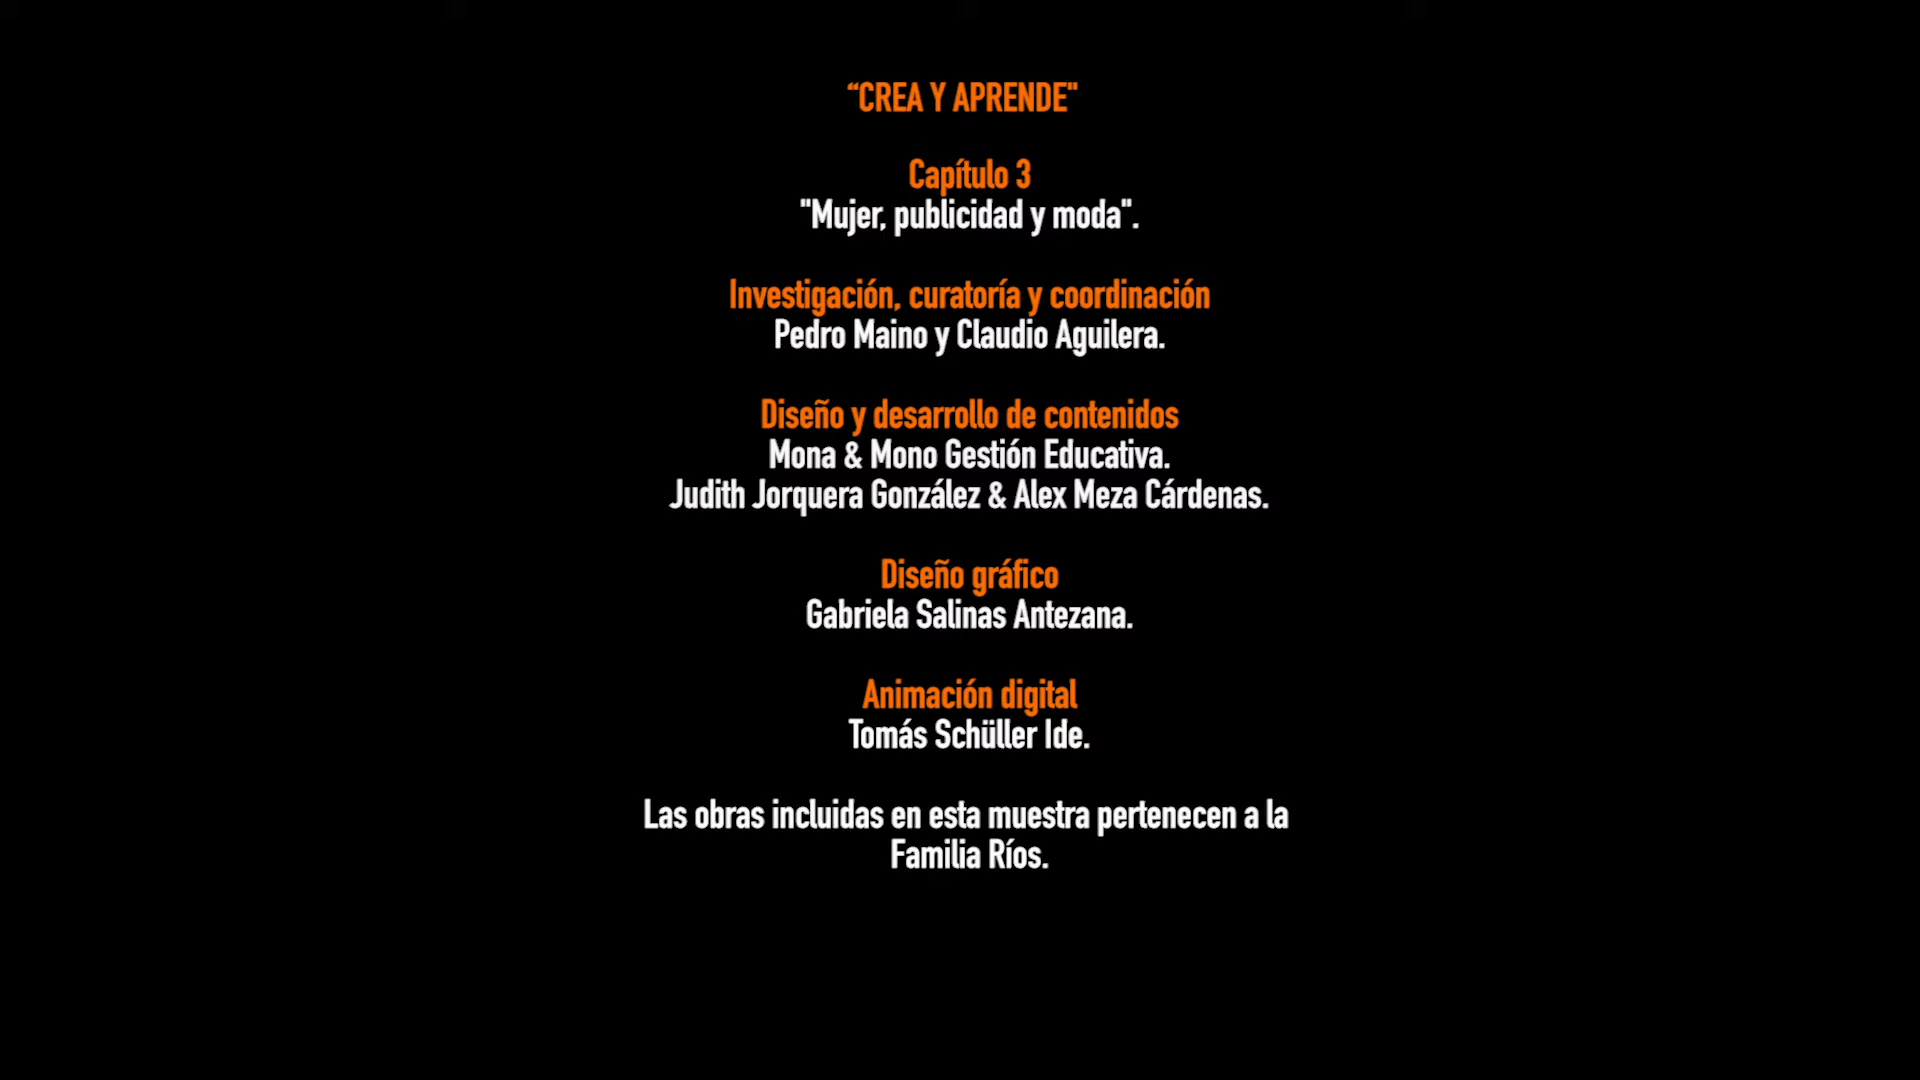 “CREA Y APRENDE"
Capítulo 3
"Mujer, publicidad y moda".
Investigación, curatoría y coordinación
Pedro Maino y Claudio Aguilera.
Diseño y desarrollo de contenidos
Mona & Mono Gestión Educativa.
Judith Jorquera González & Alex Meza Cárdenas.
Diseño gráfico
Gabriela Salinas Antezana.
Animación digital
Tomás Schüller Ide.
Las obras incluidas en esta muestra pertenecen a la
Familia Ríos.